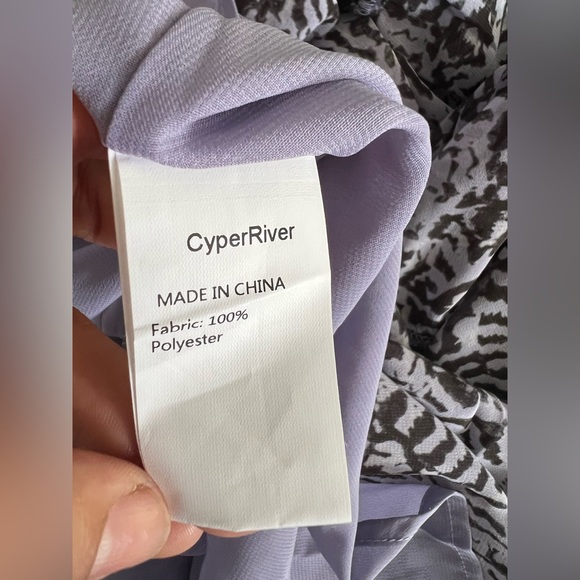 CyperRiver
MADE IN CHINA
Fabric: 100%
Polyester